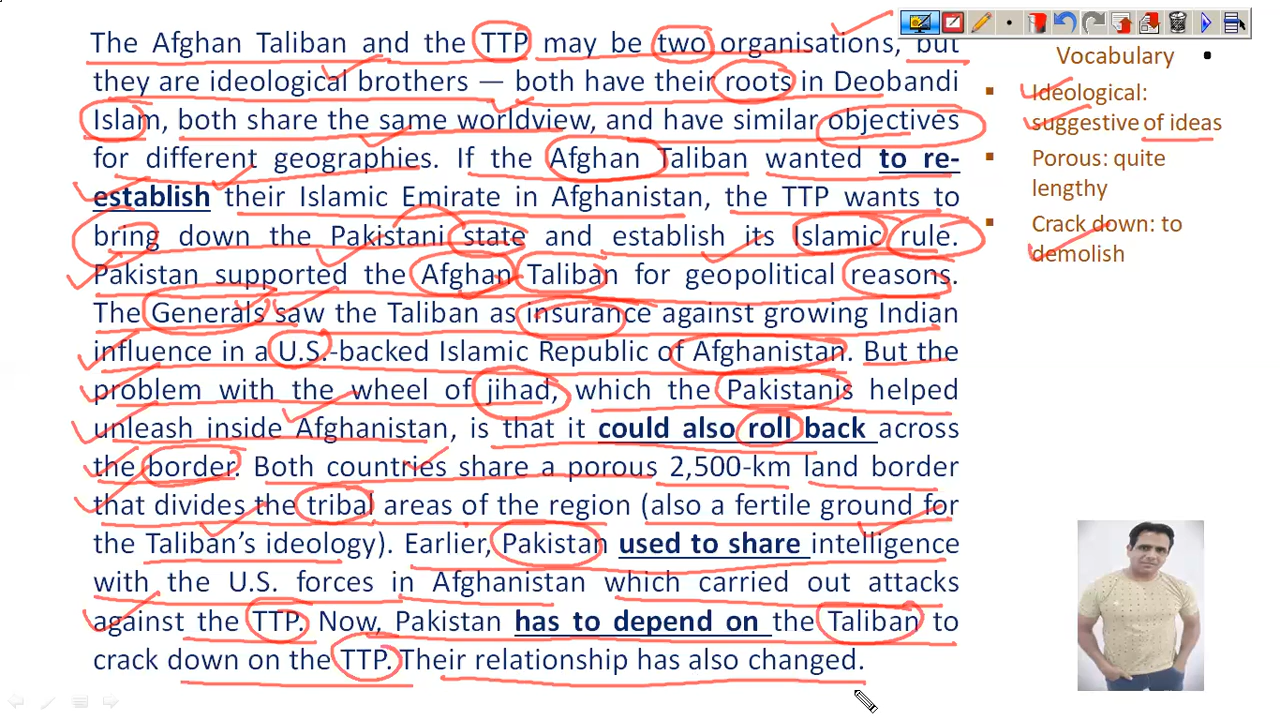 The Afghan Taliban and the TTP may be two organisations, but
they are ideological brothers — both have their roots in Deobandi
Islam, both share the same worldview, and have similar objectives
for different geographies. If the Afghan Taliban wanted to re-
establish their Islamic Emirate in Afghanistan, the TTP wants to
bring down the Pakistani state and establish its Islamic rule.
Pakistan supported the Afghan Taliban for geopolitical reasons.
The Generals saw the Taliban as insurance against growing Indian
influence in a U.S.-backed Islamic Republic of Afghanistan. But the
problem with the wheel of jihad, which the Pakistanis helped
unleash inside Afghanistan, is that it could also roll back across
the border. Both countries share a porous 2,500-km land border
that divides the tribal areas of the region (also a fertile ground for
the Taliban’s ideology). Earlier, Pakistan used to share intelligence
with the U.S. forces in Afghanistan which carried out attacks
against the TTP. Now, Pakistan has to depend on the Taliban to
crack down on the TTP. Their relationship has also changed.
Vocabulary
Ideological:
suggestive of ideas
Porous: quite
lengthy
Crack down: to
demolish